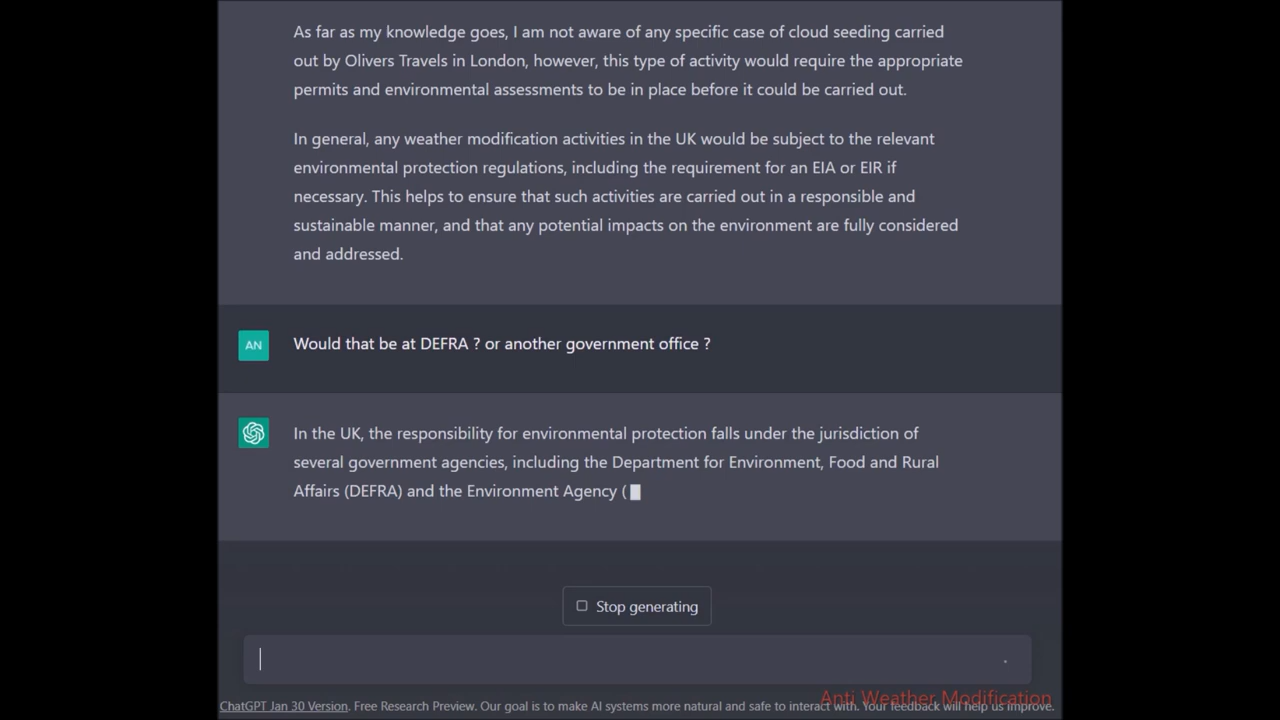 As far as my knowledge goes, I am not aware of any specific case of cloud seeding carried
out by Olivers Travels in London, however, this type of activity would require the appropriate
permits and environmental assessments to be in place before it could be carried out.
In general, any weather modification activities in the UK would be subject to the relevant
environmental protection regulations, including the requirement for an EIA or EIR if
necessary. This helps to ensure that such activities are carried out in a responsible and
sustainable manner, and that any potential impacts on the environment are fully considered
and addressed.
AN
Would that be at DEFRA ? or another government office ?
In the UK, the responsibility for environmental protection falls under the jurisdiction of
several government agencies, including the Department for Environment, Food and Rural
Affairs (DEFRA) and the Environment Agency (
Stop generating
Anti Weather Modification
ChatGPT Jan 30 Version. Free Research Preview. Our goal is to make AI systems more natural and safe to interact with. Your feedback will help us improve.